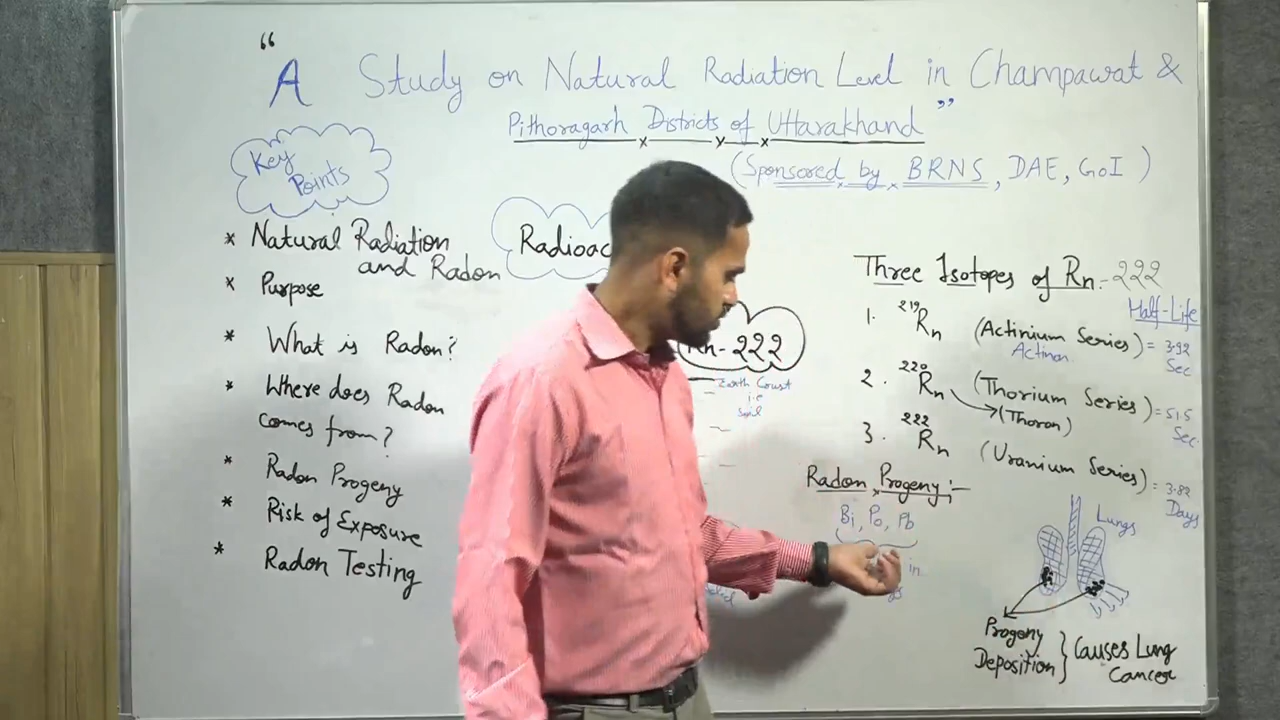 “A Study on Natural Radiation Level in Champawat &
Pithoragarh Districts of Uttarakhand”
(Sponsored by BRNS, DAE, GoI)
Key
Points
* Natural Radiation
and Radon
* Purpose
* What is Radon?
* Where does Radon
comes from?
* Radon Progeny
* Risk of Exposure
* Radon Testing
Radioac
Rn-222
Earth Crust
i.e
Soil
Three Isotopes of Rn-222
Half-Life
1. 219Rn (Actinium Series) = 3.92
Sec
Actinon
2. 220Rn (Thorium Series) = 51.5
Sec
(Thoron)
3. 222Rn (Uranium Series) = 3.82
Days
Radon Progeny:-
Bi, Po, Pb
in
Lungs
Progeny
Deposition } Causes Lung
Cancer